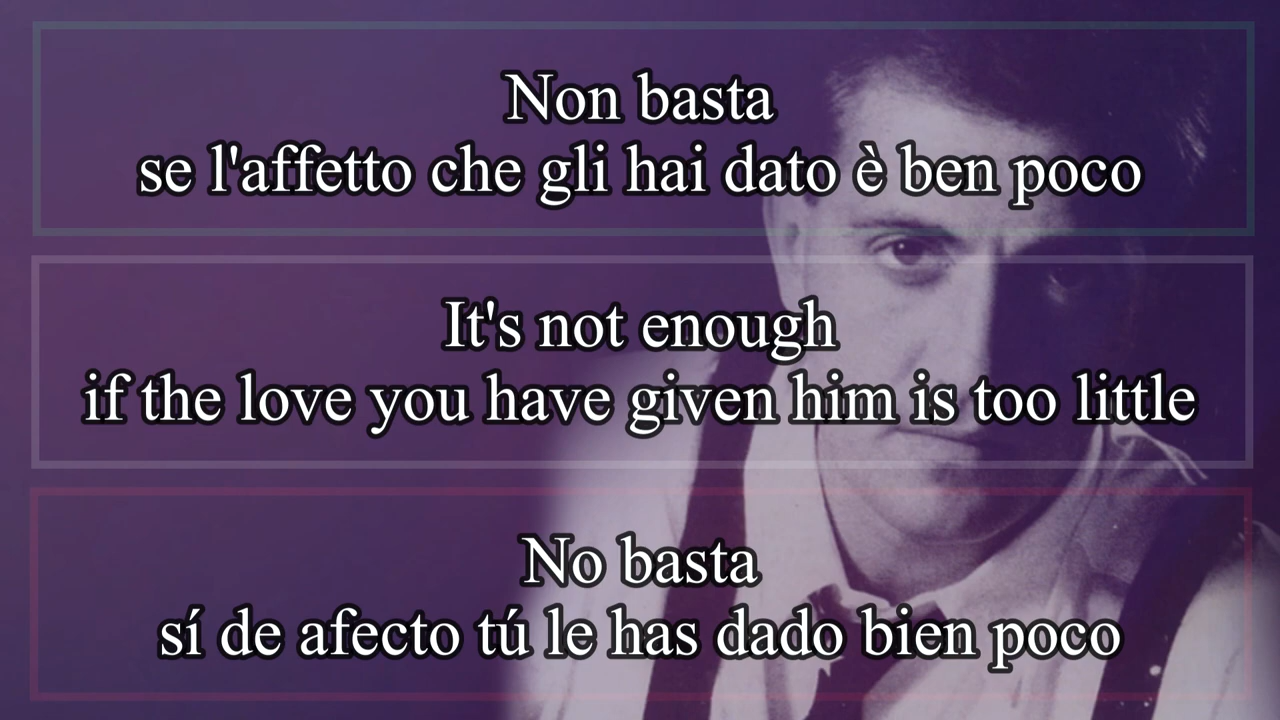 Non basta
se l'affetto che gli hai dato è ben poco
It's not enough
if the love you have given him is too little
No basta
sí de afecto tú le has dado bien poco